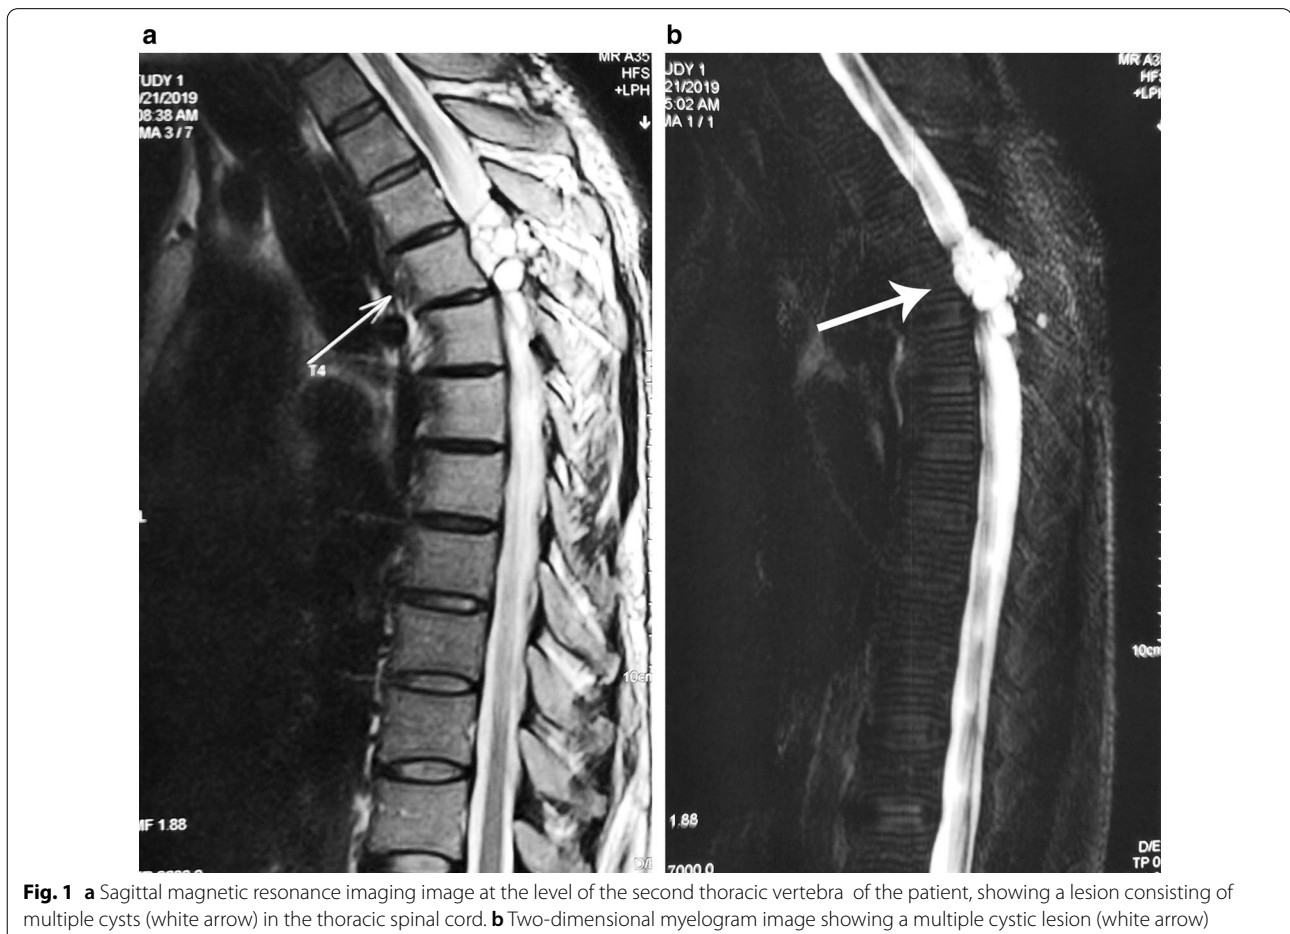 a
b
UDY 1
/21/2019
08:38 AM
MA 3 / 7
MR A35
HFS
+LPH
T4
10cm
MF 1.88
UDY 1
21/2019
5:02 AM
MA 1 / 1
MR A3
HFS
+LPH
10cm
1.88
7000.0
D/E
TP 0
Fig. 1 a Sagittal magnetic resonance imaging image at the level of the second thoracic vertebra of the patient, showing a lesion consisting of
multiple cysts (white arrow) in the thoracic spinal cord. b Two-dimensional myelogram image showing a multiple cystic lesion (white arrow)